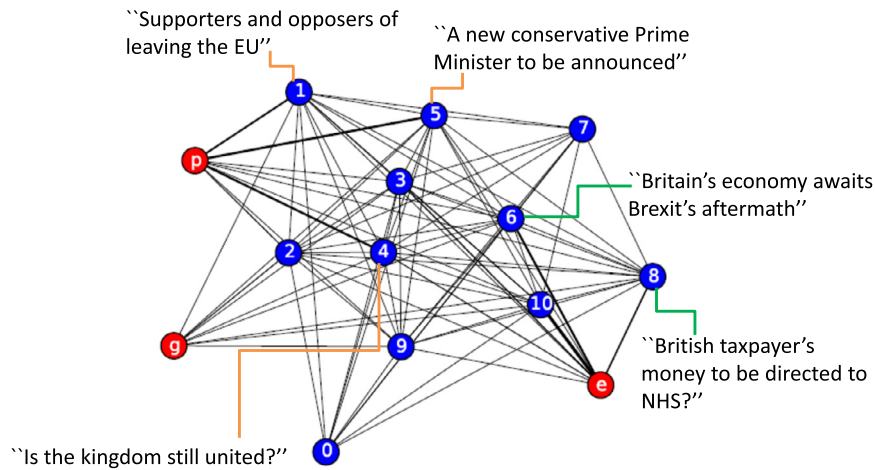 ``Supporters and opposers of
leaving the EU’’
``A new conservative Prime
Minister to be announced’’
1
5
7
p
3
``Britain’s economy awaits
Brexit’s aftermath’’
6
2
4
8
10
g
9
``British taxpayer’s
money to be directed to
NHS?’’
e
``Is the kingdom still united?’’
0